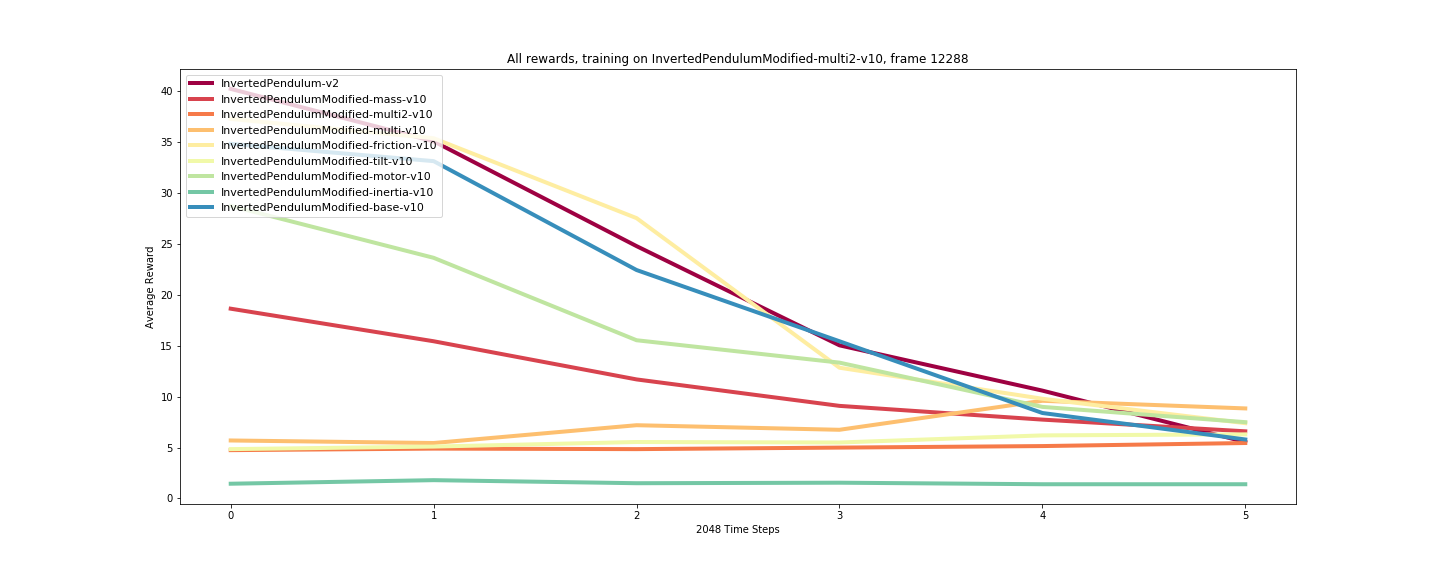 All rewards, training on InvertedPendulumModified-multi2-v10, frame 12288
InvertedPendulum-v2
InvertedPendulumModified-mass-v10
InvertedPendulumModified-multi2-v10
InvertedPendulumModified-multi-v10
InvertedPendulumModified-friction-v10
InvertedPendulumModified-tilt-v10
InvertedPendulumModified-motor-v10
InvertedPendulumModified-inertia-v10
InvertedPendulumModified-base-v10
40
35
30
25
20
15
10
5
0
Average Reward
0 1 2 3 4 5
2048 Time Steps